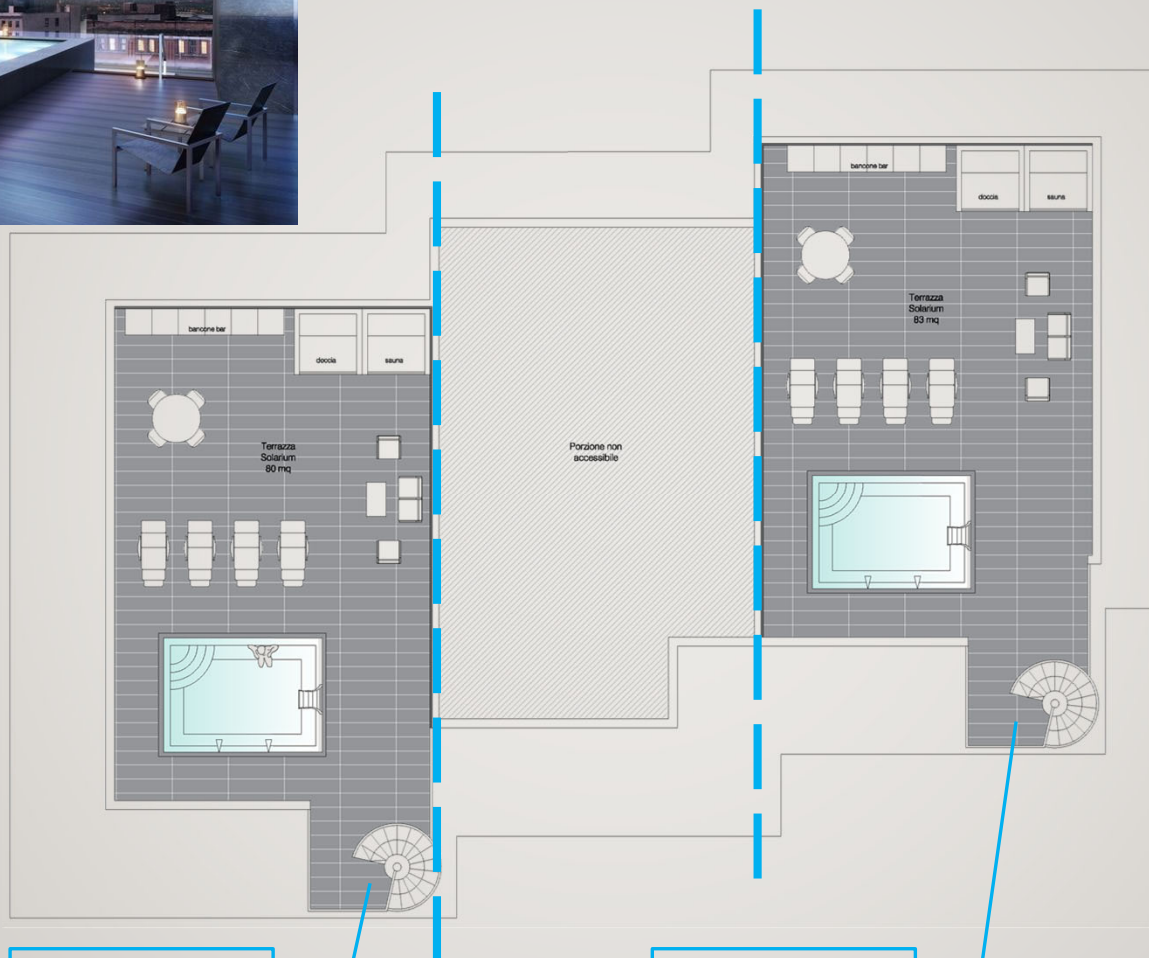 bancone bar
doccia
sauna
Terrazza
Solarium
80 mq
Porzione non
accessibile
bancone bar
doccia
sauna
Terrazza
Solarium
83 mq